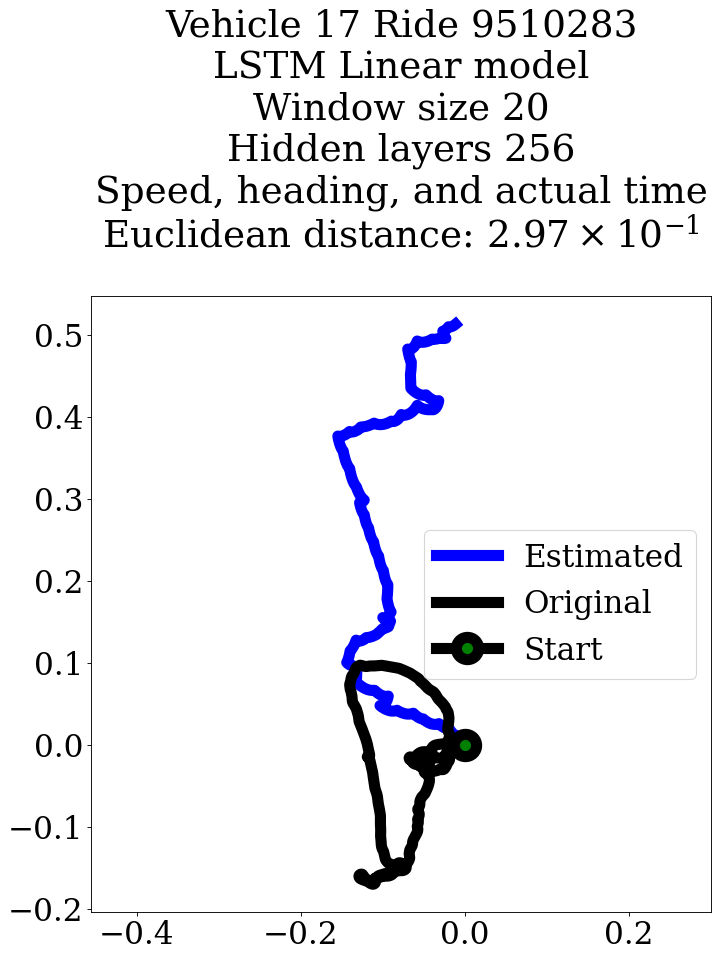 Vehicle 17 Ride 9510283
LSTM Linear model
Window size 20
Hidden layers 256
Speed, heading, and actual time
Euclidean distance: 2.97 × 10⁻¹
0.5
0.4
0.3
0.2
0.1
0.0
−0.1
−0.2
Estimated
Original
Start
−0.4 −0.2 0.0 0.2